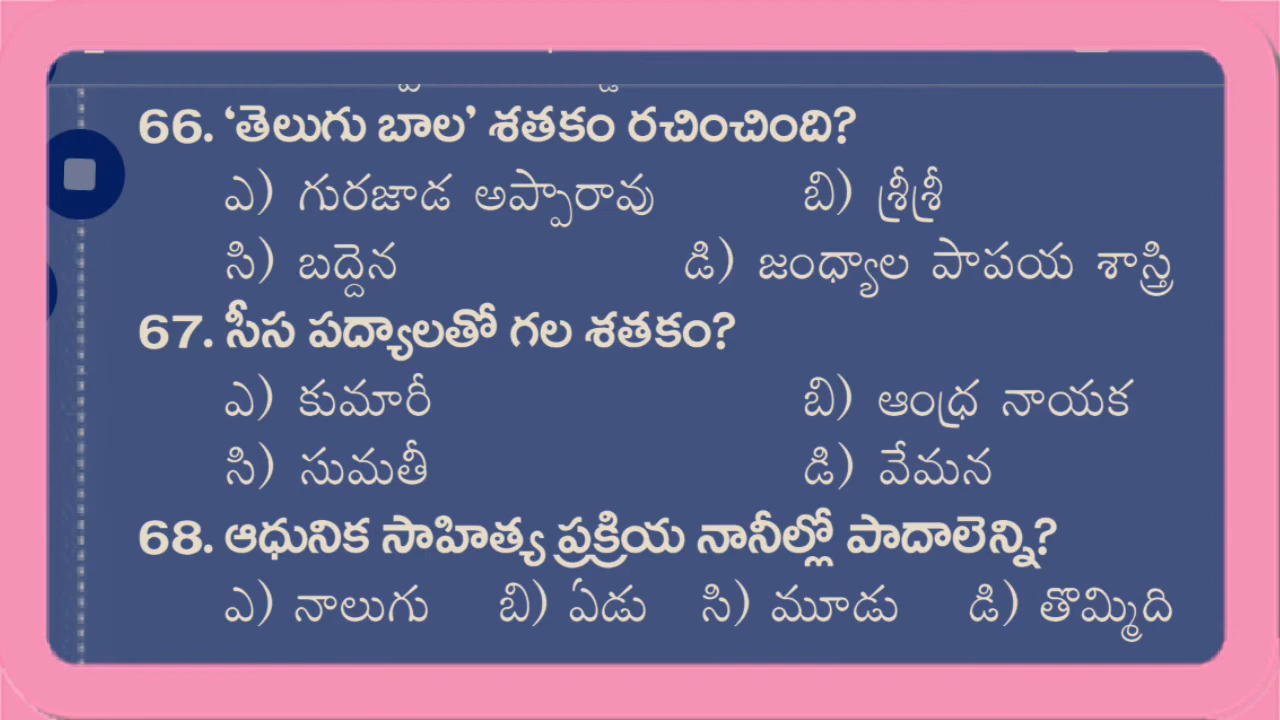 66. ‘తెలుగు బాల’ శతకం రచించింది?
ఎ) గురజాడ అప్పారావు బి) శ్రీశ్రీ
సి) బద్దెన డి) జంధ్యాల పాపయ శాస్త్రి
67. సీస పద్యాలతో గల శతకం?
ఎ) కుమారీ బి) ఆంధ్ర నాయక
సి) సుమతీ డి) వేమన
68. ఆధునిక సాహిత్య ప్రక్రియ నానీల్లో పాదాలెన్ని?
ఎ) నాలుగు బి) ఏడు సి) మూడు డి) తొమ్మిది